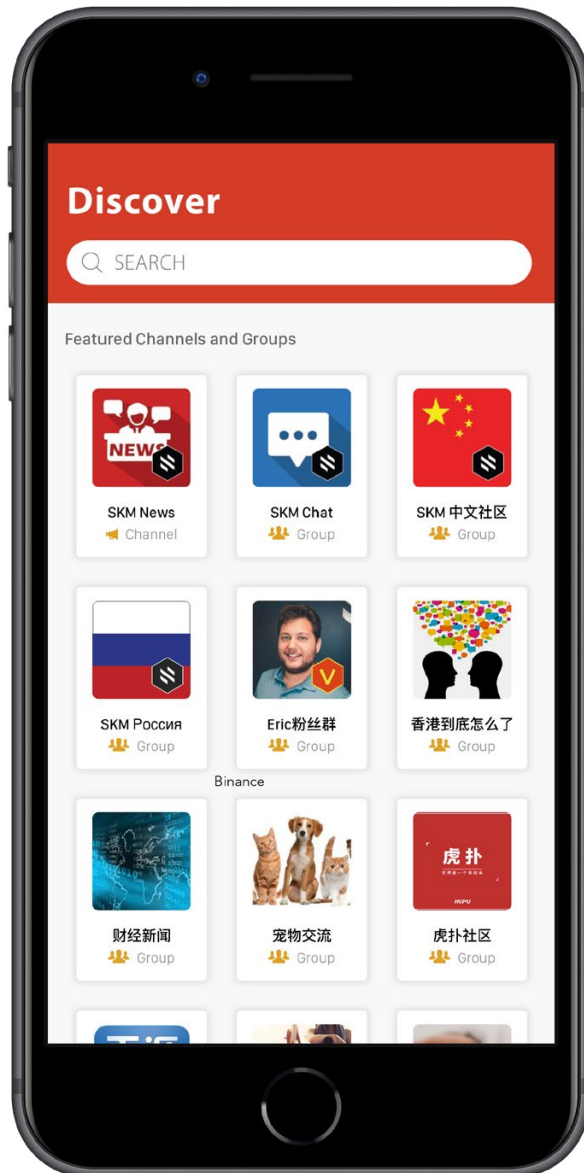 Discover
SEARCH
Featured Channels and Groups
NEWS
SKM News
Channel
SKM Chat
Group
SKM 中文社区
Group
SKM Россия
Group
V
Eric粉丝群
Group
香港到底怎么了
Group
Binance
财经新闻
Group
宠物交流
Group
虎扑
HUPU
虎扑社区
Group